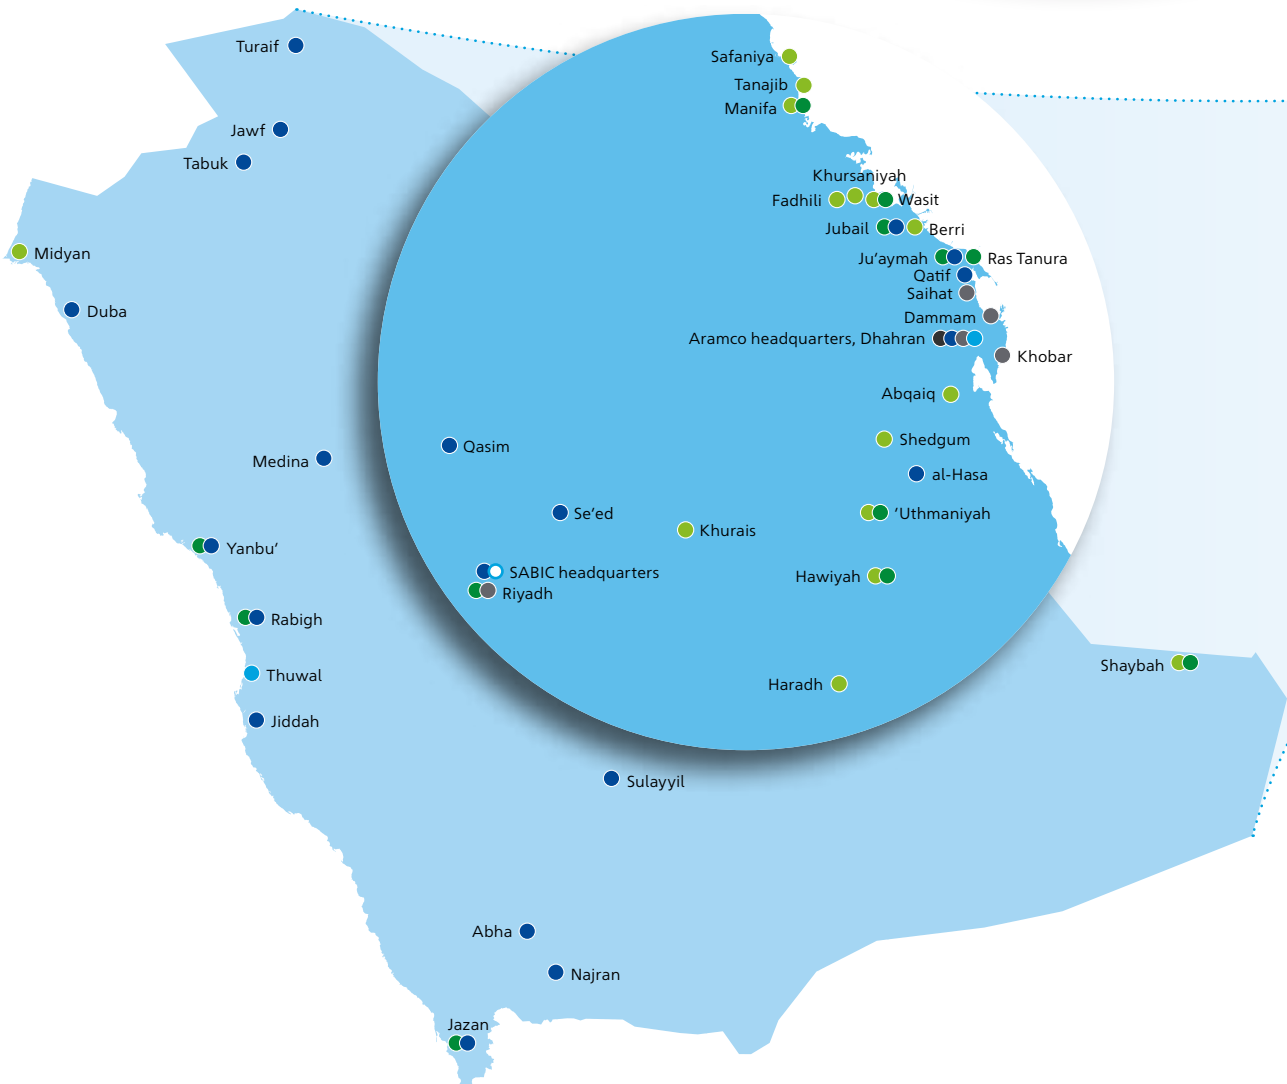 Turaif
Jawf
Tabuk
Midyan
Duba
Medina
Yanbu’
Rabigh
Thuwal
Jiddah
Safaniya
Tanajib
Manifa
Khursaniyah
Fadhili
Wasit
Jubail
Berri
Ju’aymah
Ras Tanura
Qatif
Saihat
Dammam
Aramco headquarters, Dhahran
Khobar
Abqaiq
Qasim
Shedgum
al-Hasa
Se‘ed
Khurais
’Uthmaniyah
SABIC headquarters
Hawiyah
Riyadh
Haradh
Shaybah
Sulayyil
Abha
Najran
Jazan